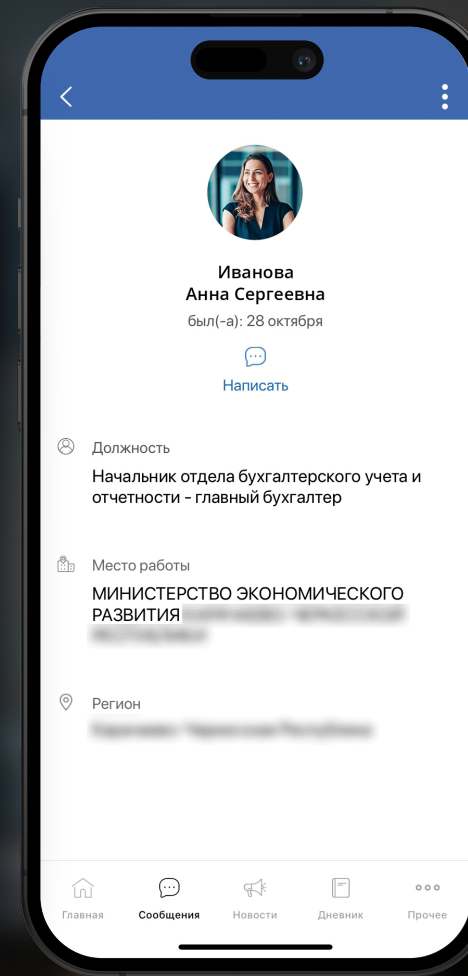 Иванова
Анна Сергеевна
был(-а): 28 октября
Написать
Должность
Начальник отдела бухгалтерского учета и
отчетности - главный бухгалтер
Место работы
МИНИСТЕРСТВО ЭКОНОМИЧЕСКОГО
РАЗВИТИЯ
Регион
Главная
Сообщения
Новости
Дневник
Прочее